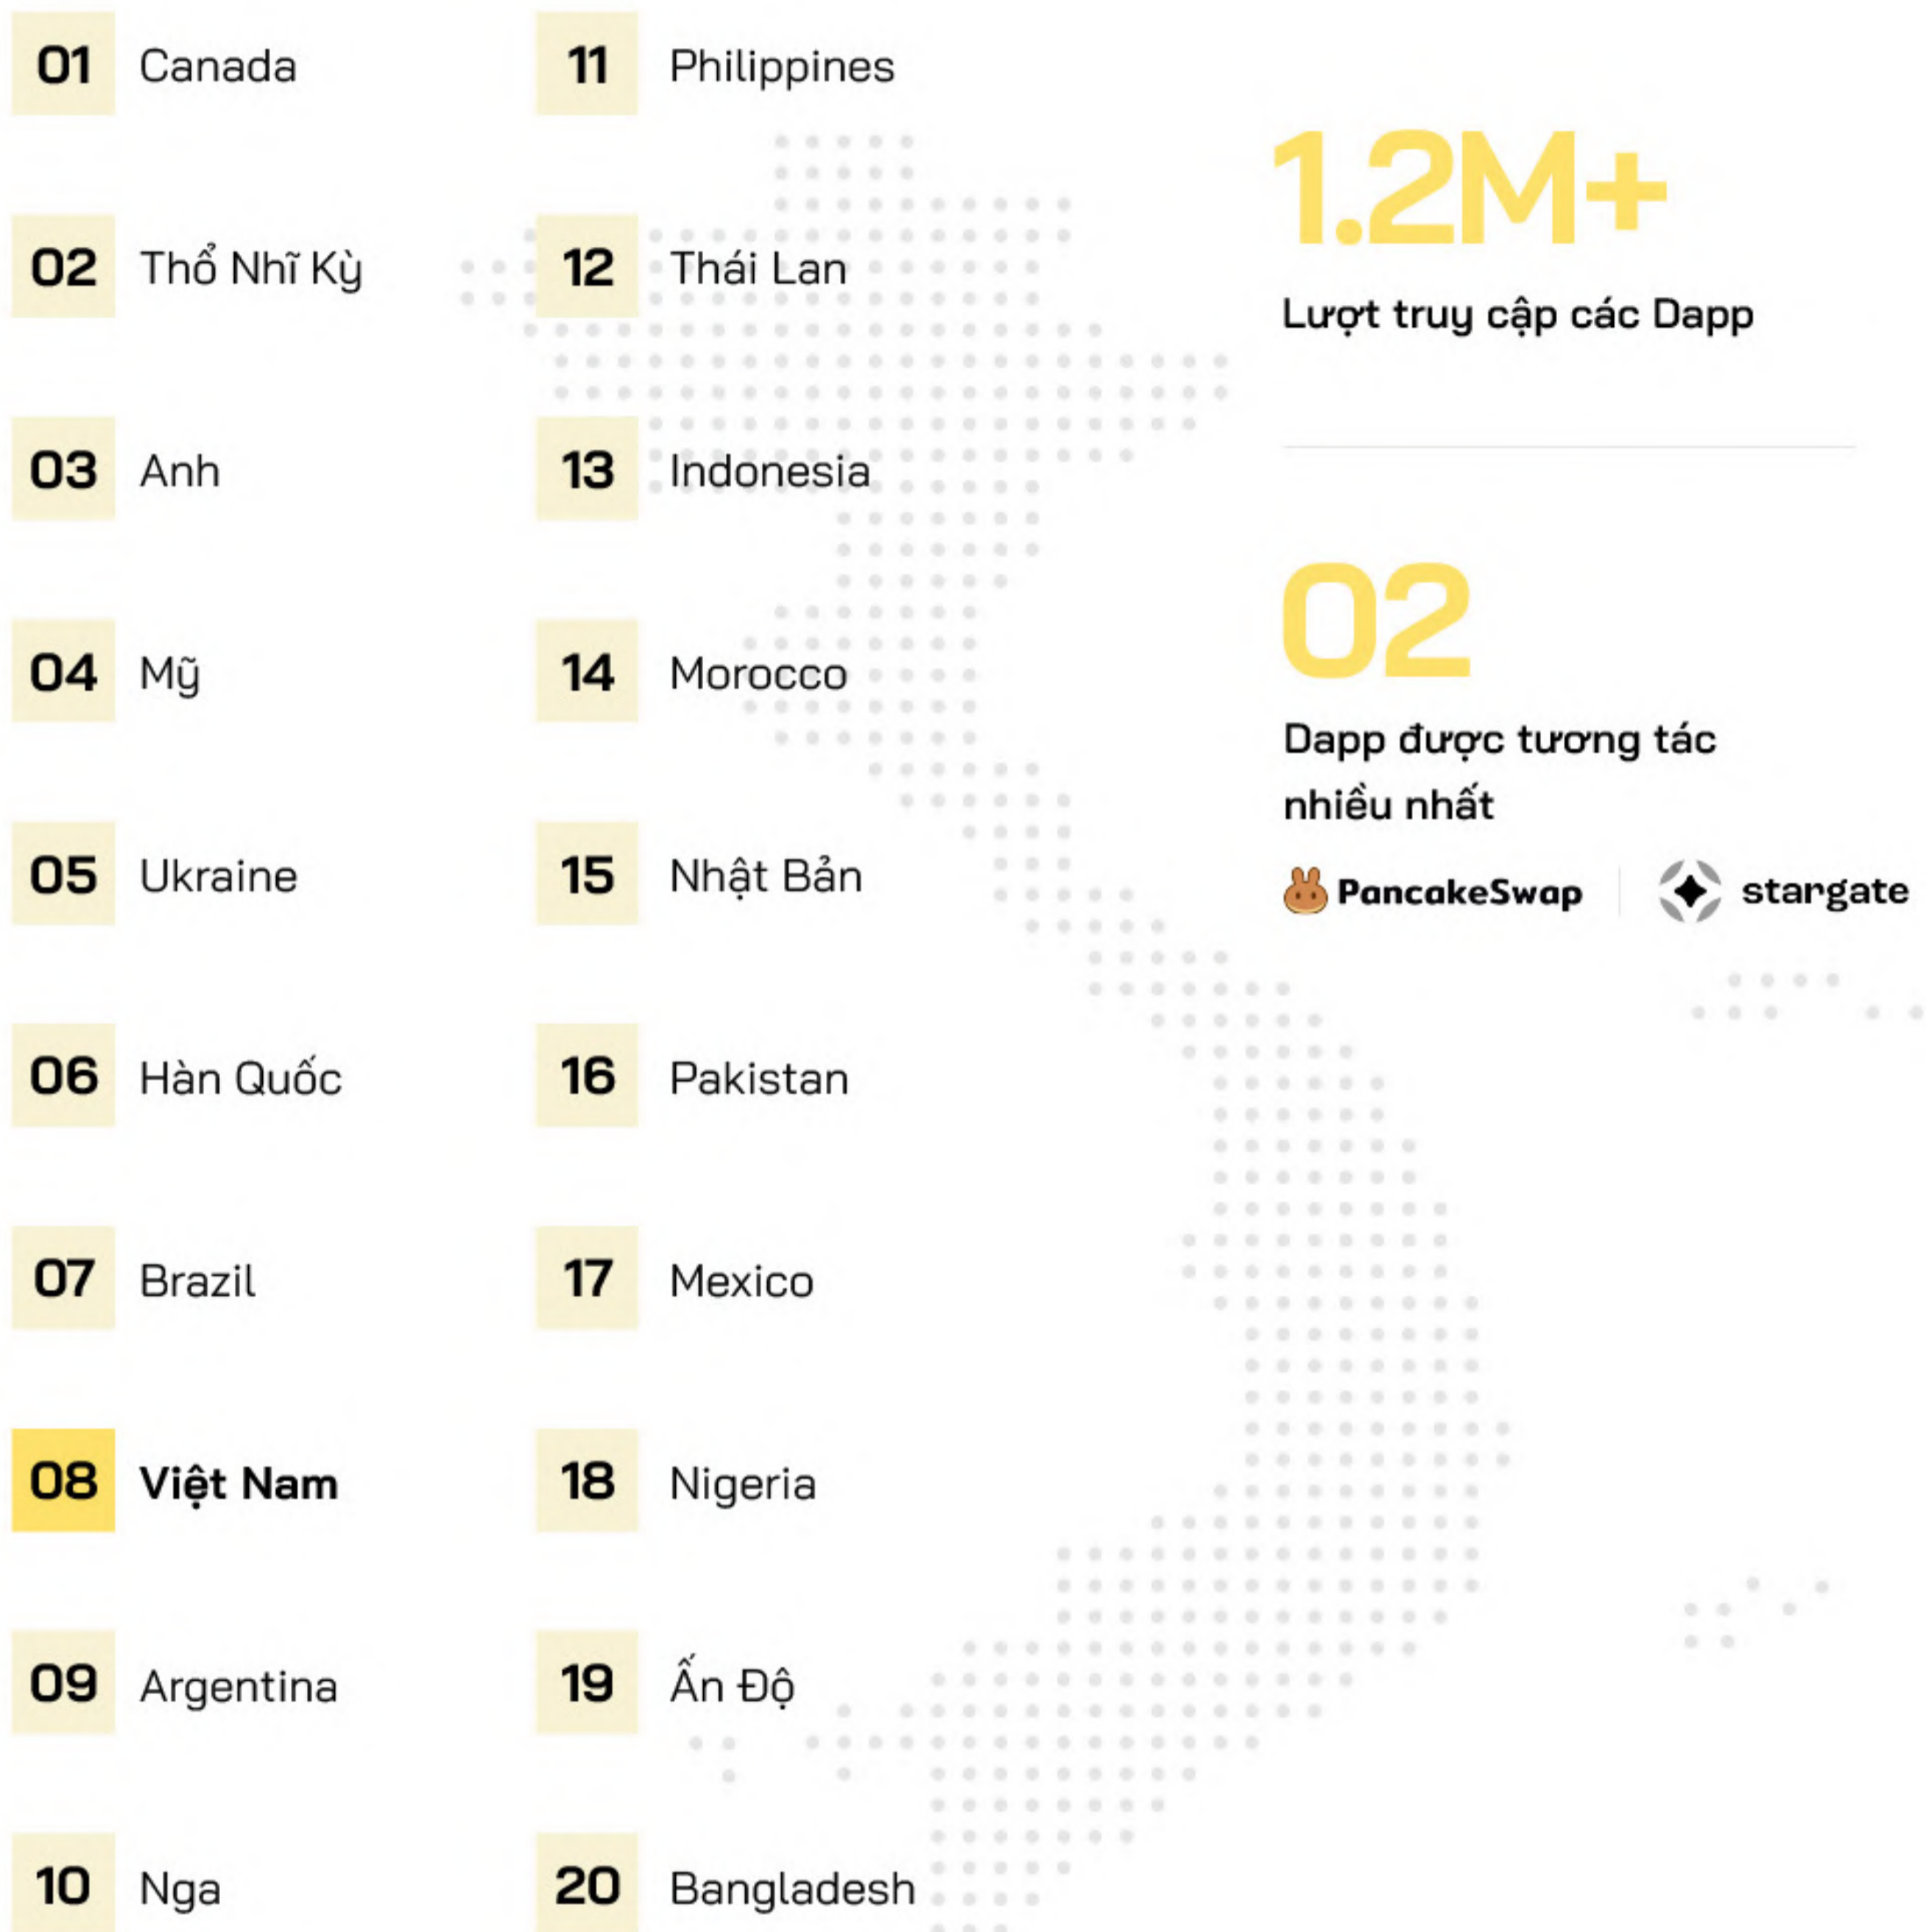 01 Canada
02 Thổ Nhĩ Kỳ
03 Anh
04 Mỹ
05 Ukraine
06 Hàn Quốc
07 Brazil
08 Việt Nam
09 Argentina
10 Nga
11 Philippines
12 Thái Lan
13 Indonesia
14 Morocco
15 Nhật Bản
16 Pakistan
17 Mexico
18 Nigeria
19 Ấn Độ
20 Bangladesh
1.2M+
Lượt truy cập các Dapp
02
Dapp được tương tác
nhiều nhất
PancakeSwap
stargate